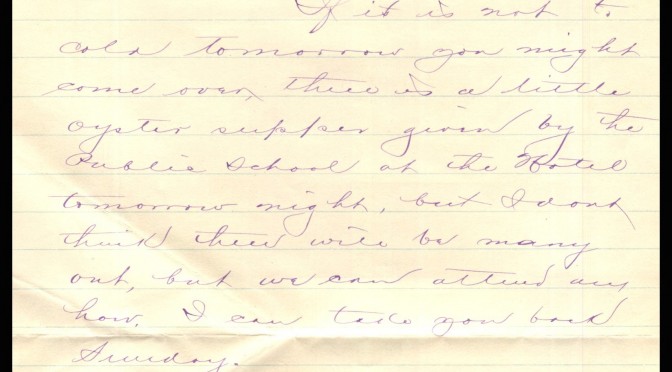 If it is not to
cold tomorrow you might
come over, there is a little
oyster supper given by the
Public School at the Hotel
tomorrow night, but I dont
think there will be many
out, but we can attend any
how. I can take you back
Sunday.